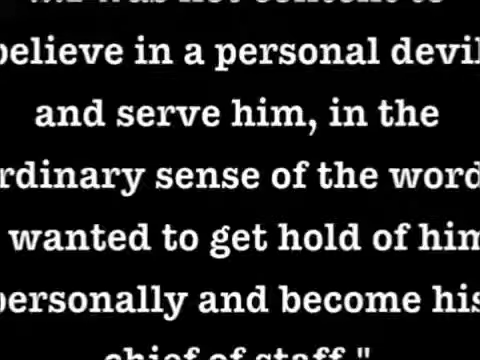 ...I was not content to
believe in a personal devil
and serve him, in the
ordinary sense of the word
wanted to get hold of him
personally and become his
chief of staff."